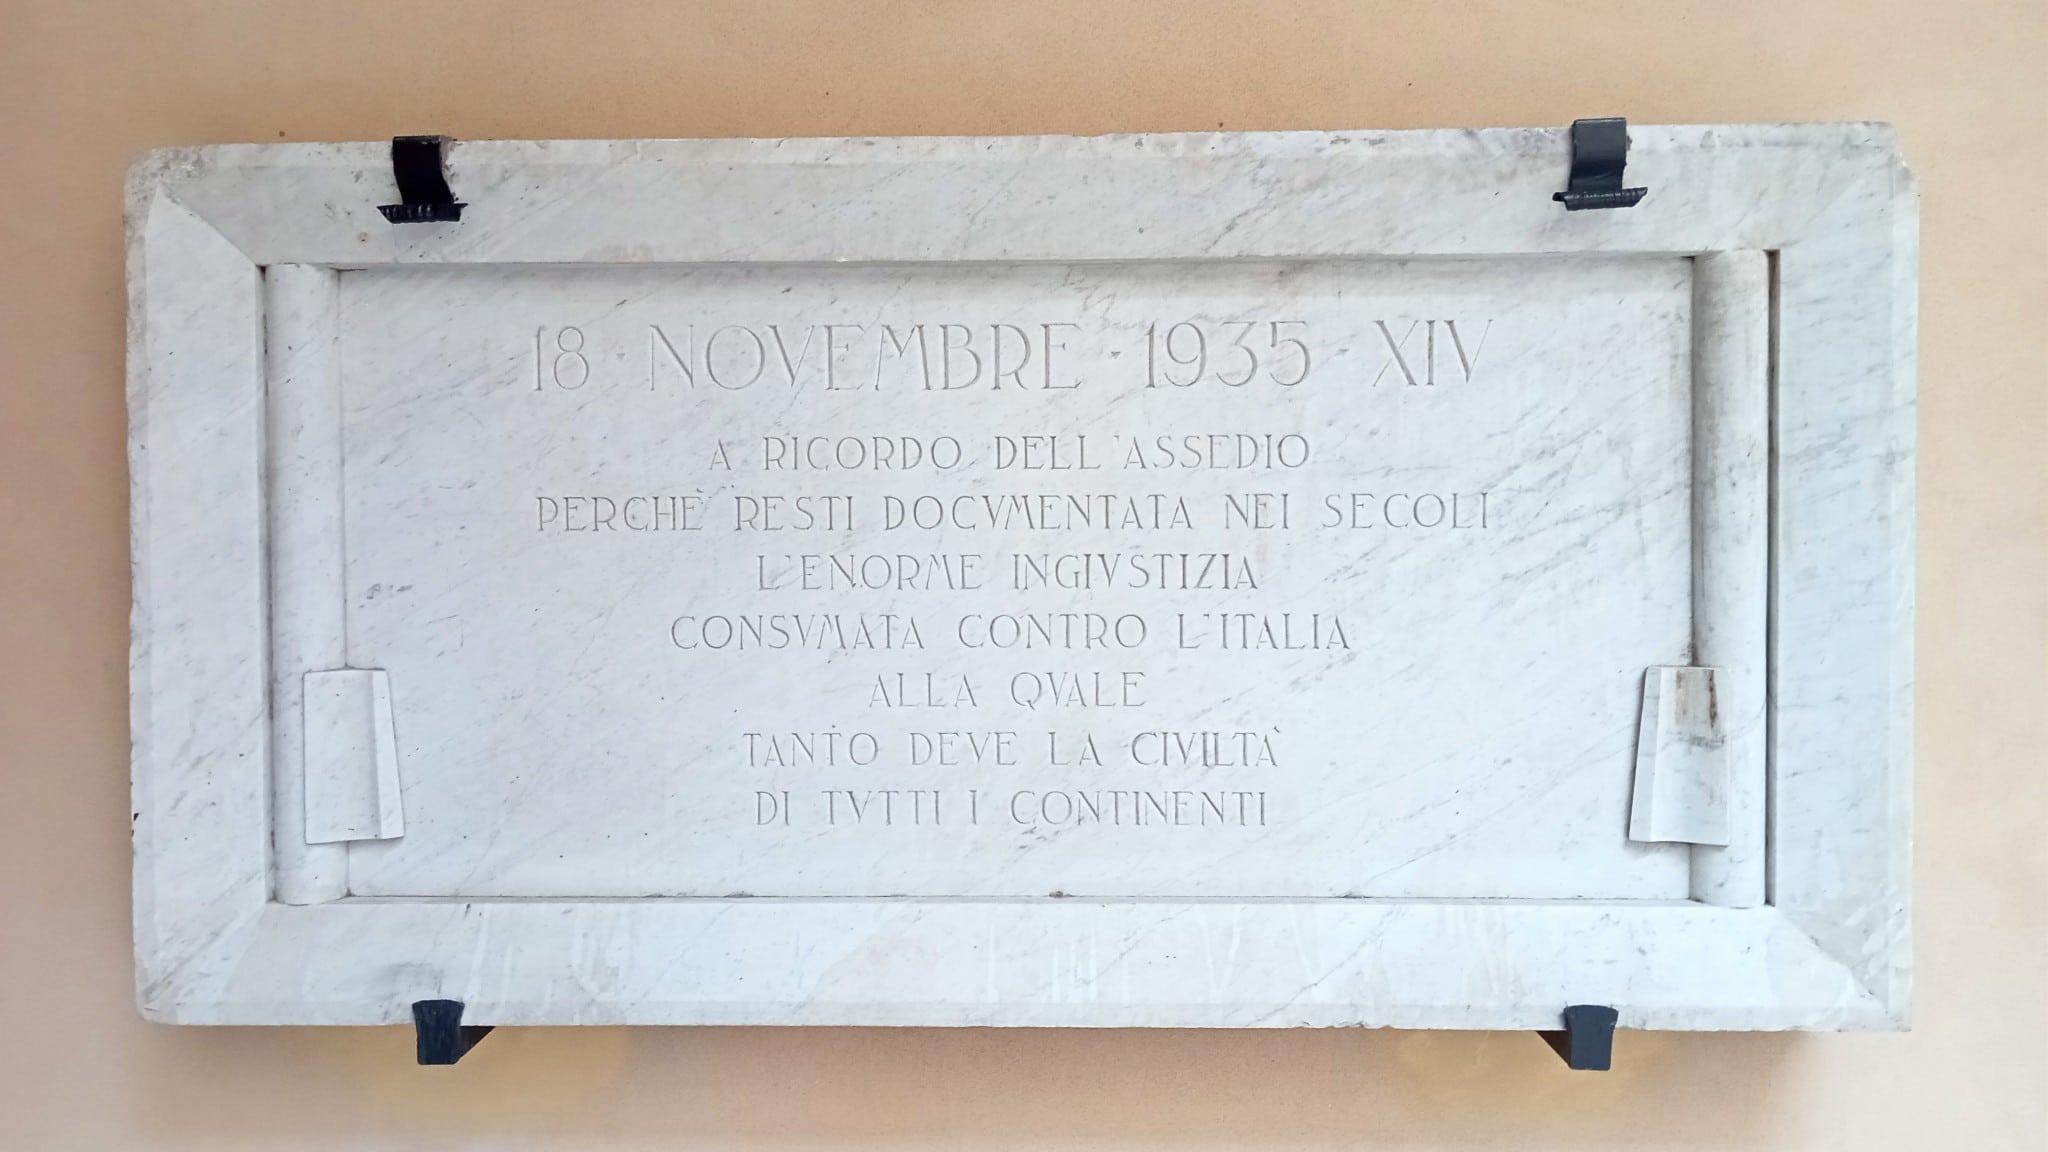 18 · NOVEMBRE · 1935 · XIV
A RICORDO DELL'ASSEDIO
PERCHÈ RESTI DOCVMENTATA NEI SECOLI
L'ENORME INGIVSTIZIA
CONSVMATA CONTRO L'ITALIA
ALLA QVALE
TANTO DEVE LA CIVILTÀ
DI TVTTI I CONTINENTI